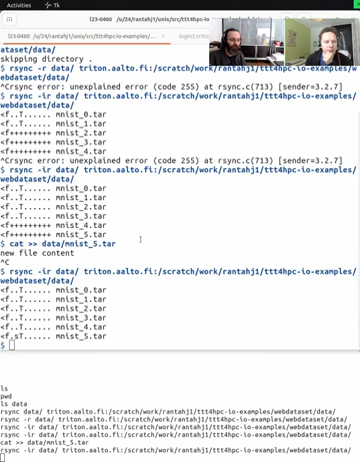 Activities
Tk
l23-0460 /u/24/rantahj1/unix/src/ttt4hpc-io-examples/
l23-0460 /u/24/rantahj1/unix/src/ttt4hpc-io-examples/…
login3.triton
ataset/data/
skipping directory .
$ rsync -r data/ triton.aalto.fi:/scratch/work/rantahj1/ttt4hpc-io-examples/w
ebdataset/data/
^Crsync error: unexplained error (code 255) at rsync.c(713) [sender=3.2.7]
$ rsync -ir data/ triton.aalto.fi:/scratch/work/rantahj1/ttt4hpc-io-examples/
webdataset/data/
<f..T...... mnist_0.tar
<f..T...... mnist_1.tar
<f..T...... mnist_2.tar
<f+++++++++ mnist_3.tar
<f+++++++++ mnist_4.tar
^Crsync error: unexplained error (code 255) at rsync.c(713) [sender=3.2.7]
$ rsync -ir data/ triton.aalto.fi:/scratch/work/rantahj1/ttt4hpc-io-examples/
webdataset/data/
<f..T...... mnist_0.tar
<f..T...... mnist_1.tar
<f..T...... mnist_2.tar
<f..T...... mnist_3.tar
<f+++++++++ mnist_4.tar
<f+++++++++ mnist_5.tar
$ cat >> data/mnist_5.tar
new file content
^C
$ rsync -ir data/ triton.aalto.fi:/scratch/work/rantahj1/ttt4hpc-io-examples/
webdataset/data/
<f..T...... mnist_0.tar
<f..T...... mnist_1.tar
<f..T...... mnist_2.tar
<f..T...... mnist_3.tar
<f..T...... mnist_4.tar
<f.sT...... mnist_5.tar
$
ls
pwd
ls data
rsync data/ triton.aalto.fi:/scratch/work/rantahj1/ttt4hpc-io-examples/webdataset/data/
rsync -r data/ triton.aalto.fi:/scratch/work/rantahj1/ttt4hpc-io-examples/webdataset/data/
rsync -ir data/ triton.aalto.fi:/scratch/work/rantahj1/ttt4hpc-io-examples/webdataset/data/
rsync -ir data/ triton.aalto.fi:/scratch/work/rantahj1/ttt4hpc-io-examples/webdataset/data/
cat >> data/mnist_5.tar
rsync -ir data/ triton.aalto.fi:/scratch/work/rantahj1/ttt4hpc-io-examples/webdataset/data/